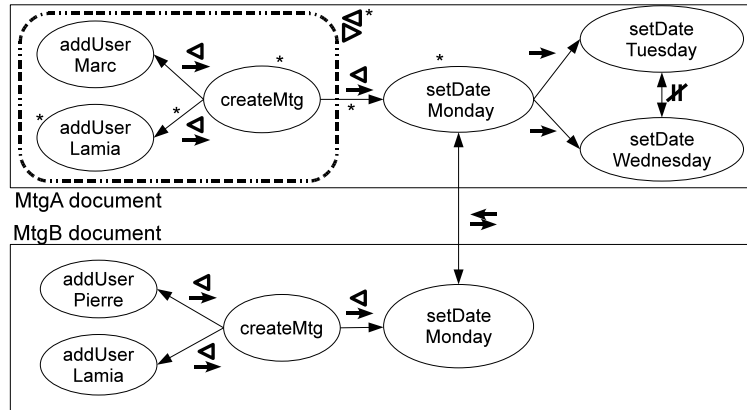 addUser
Marc
*
createMtg
*
*
addUser
Lamia
*
*
setDate
Monday
*
setDate
Tuesday
setDate
Wednesday
MtgA document
MtgB document
addUser
Pierre
createMtg
addUser
Lamia
setDate
Monday